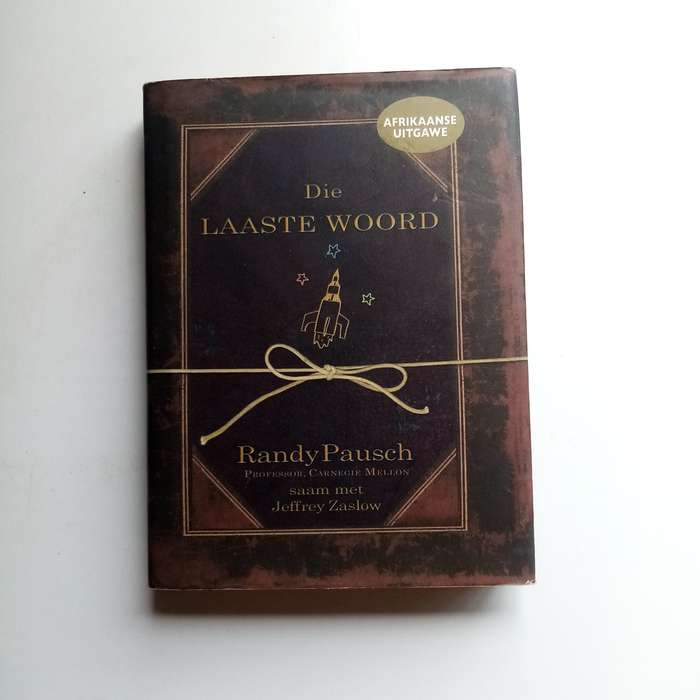 AFRIKAANSE
UITGAWE
Die
LAASTE WOORD
Randy Pausch
PROFESSOR, CARNEGIE MELLON
saam met
Jeffrey Zaslow